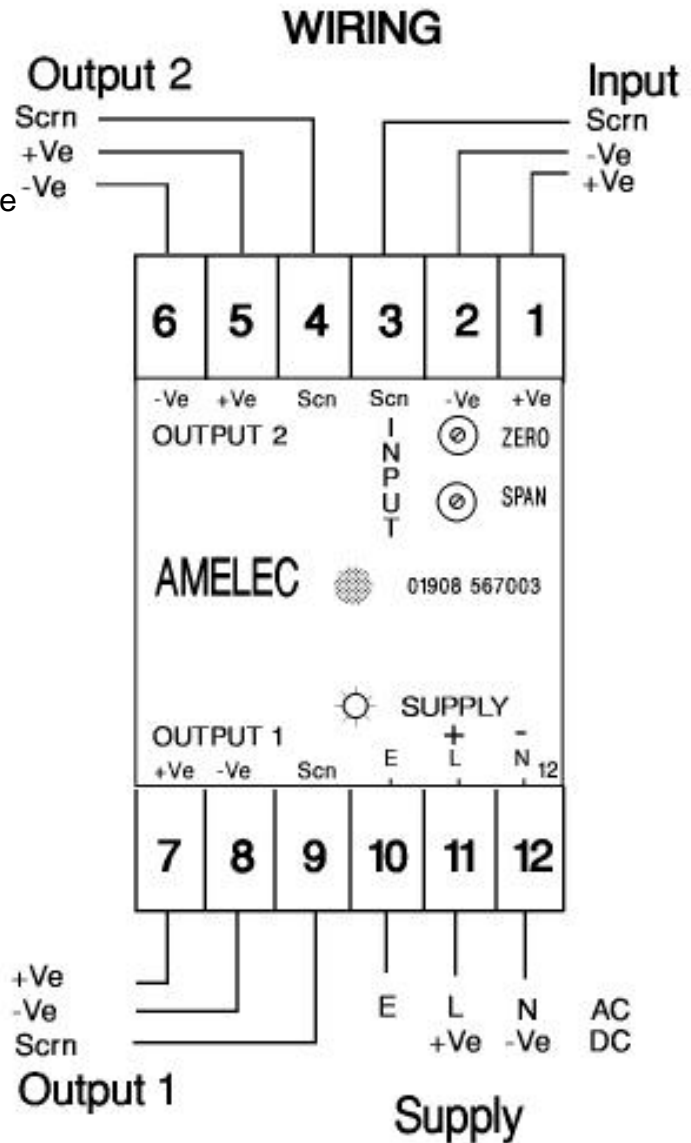 WIRING
Output 2
Input
Scrn
Scrn
+Ve
-Ve
e
-Ve
+Ve
6 5 4 3 2 1
-Ve +Ve Scn Scn -Ve +Ve
OUTPUT 2
INPUT
ZERO
SPAN
AMELEC
01908 567003
SUPPLY
OUTPUT 1
+ -
E L N 12
+Ve -Ve Scn
7 8 9 10 11 12
+Ve
-Ve
Scrn
E L N AC
+Ve -Ve DC
Output 1
Supply